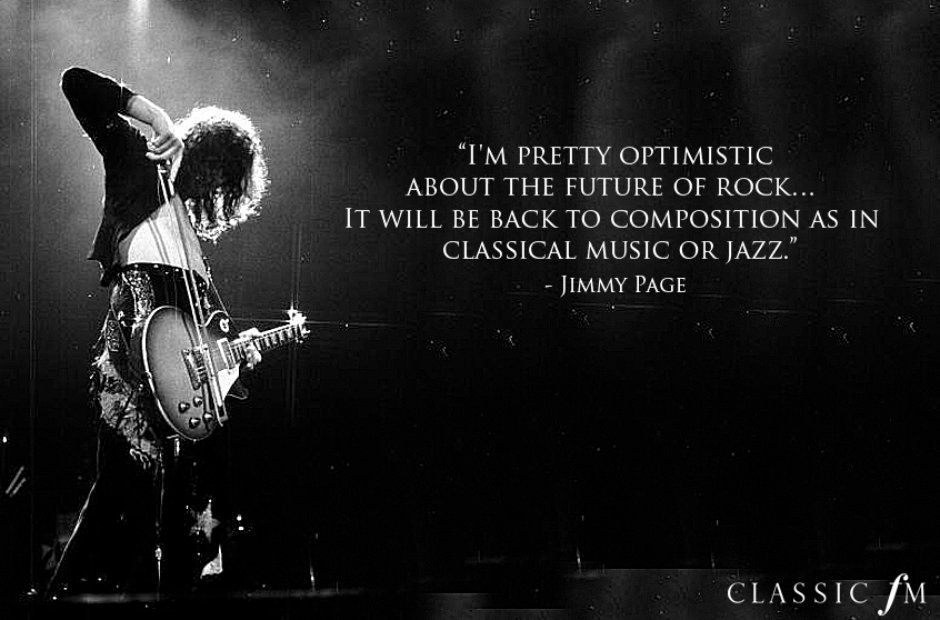 “I'm pretty optimistic
about the future of rock...
It will be back to composition as in
classical music or jazz.”
- Jimmy Page
CLASSIC fM